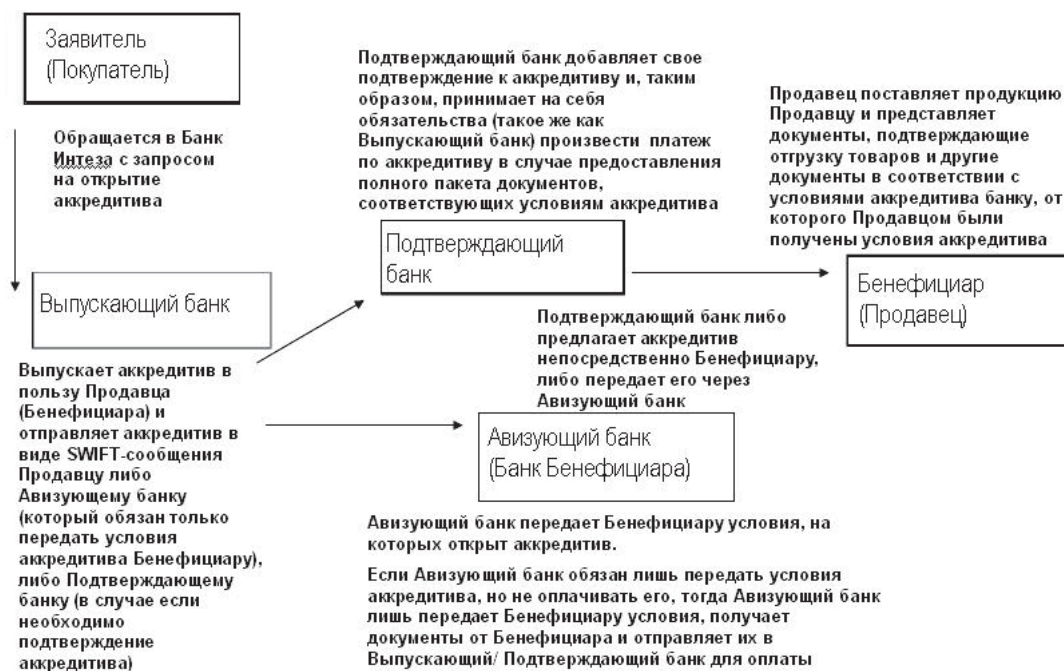 Заявитель
(Покупатель)
Обращается в Банк
Интеза с запросом
на открытие
аккредитива
Выпускающий банк
Выпускает аккредитив в
пользу Продавца
(Бенефициара) и
отправляет аккредитив в
виде SWIFT-сообщения
Продавцу либо
Авизующему банку
(который обязан только
передать условия
аккредитива Бенефициару),
либо Подтверждающему
банку (в случае если
необходимо
подтверждение
аккредитива)
Подтверждающий банк добавляет свое
подтверждение к аккредитиву и, таким
образом, принимает на себя
обязательства (такое же как
Выпускающий банк) произвести платеж
по аккредитиву в случае предоставления
полного пакета документов,
соответствующих условиям аккредитива
Подтверждающий
банк
Подтверждающий банк либо
предлагает аккредитив
непосредственно Бенефициару,
либо передает его через
Авизующий банк
Авизующий банк
(Банк Бенефициара)
Авизующий банк передает Бенефициару условия, на
которых открыт аккредитив.
Если Авизующий банк обязан лишь передать условия
аккредитива, но не оплачивать его, тогда Авизующий банк
лишь передает Бенефициару условия, получает
документы от Бенефициара и отправляет их в
Выпускающий/ Подтверждающий банк для оплаты
Продавец поставляет продукцию
Продавцу и представляет
документы, подтверждающие
отгрузку товаров и другие
документы в соответствии с
условиями аккредитива банку, от
которого Продавцом были
получены условия аккредитива
Бенефициар
(Продавец)